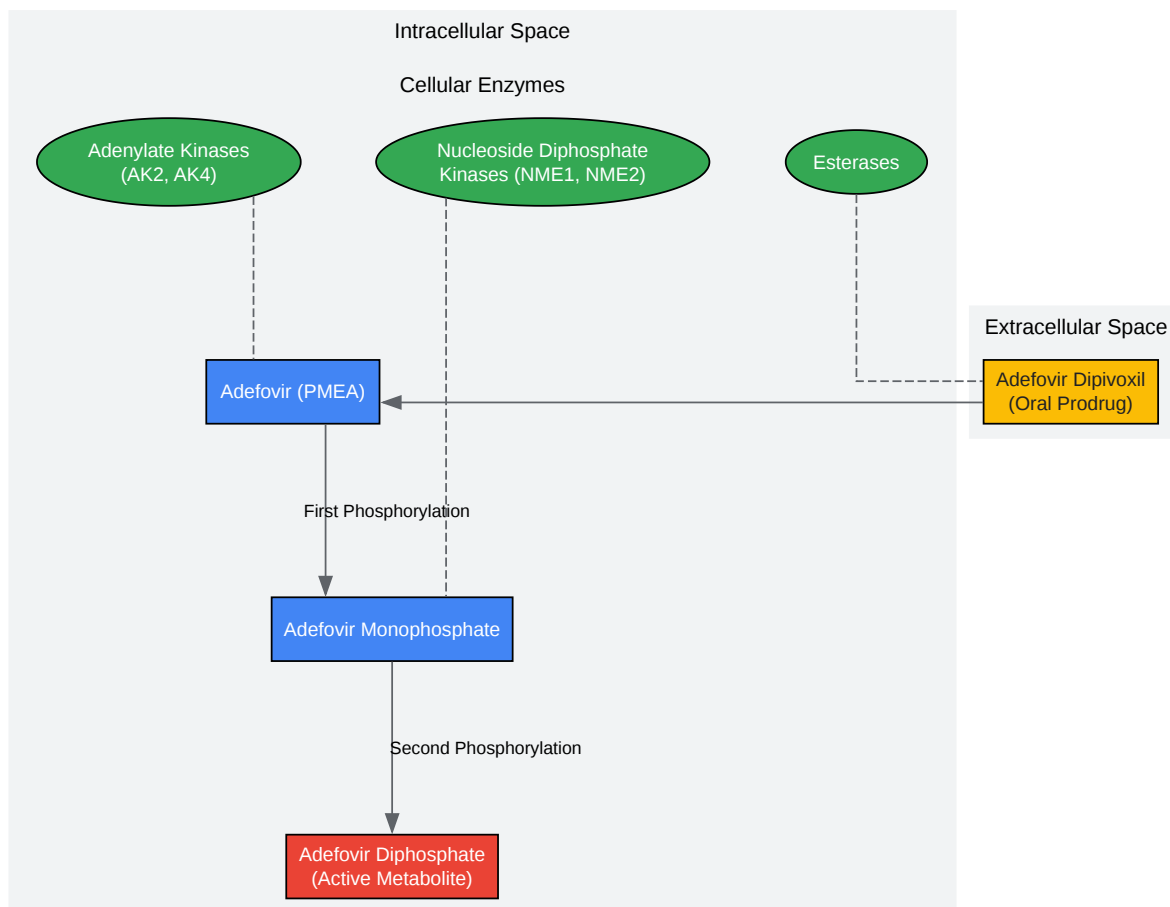 Intracellular Space
Cellular Enzymes
Adenylate Kinases
(AK2, AK4)
Nucleoside Diphosphate
Kinases (NME1, NME2)
Esterases
Extracellular Space
Adefovir Dipivoxil
(Oral Prodrug)
Adefovir (PMEA)
First Phosphorylation
Adefovir Monophosphate
Second Phosphorylation
Adefovir Diphosphate
(Active Metabolite)